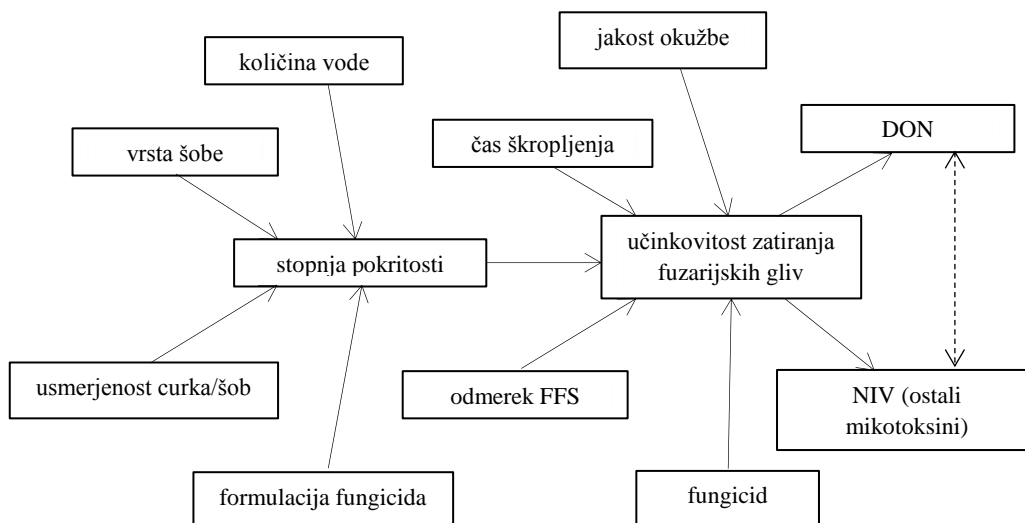 jakost okužbe
količina vode
DON
čas škropljenja
vrsta šobe
učinkovitost zatiranja
fuzarijskih gliv
stopnja pokritosti
usmerjenost curka/šob
odmerek FFS
NIV (ostali
mikotoksini)
formulacija fungicida
fungicid